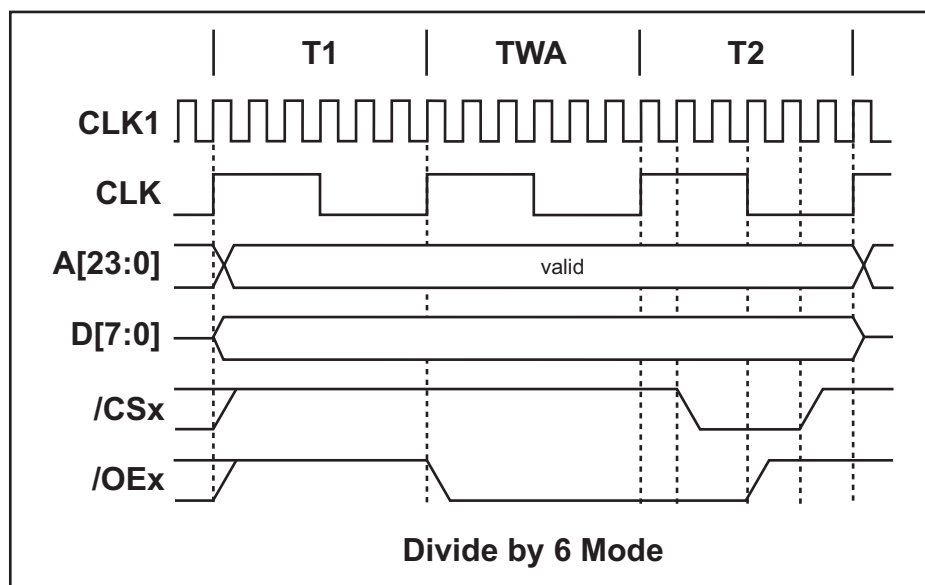 T1 TWA T2
CLK1
CLK
A[23:0] valid
D[7:0]
/CSx
/OEx
Divide by 6 Mode